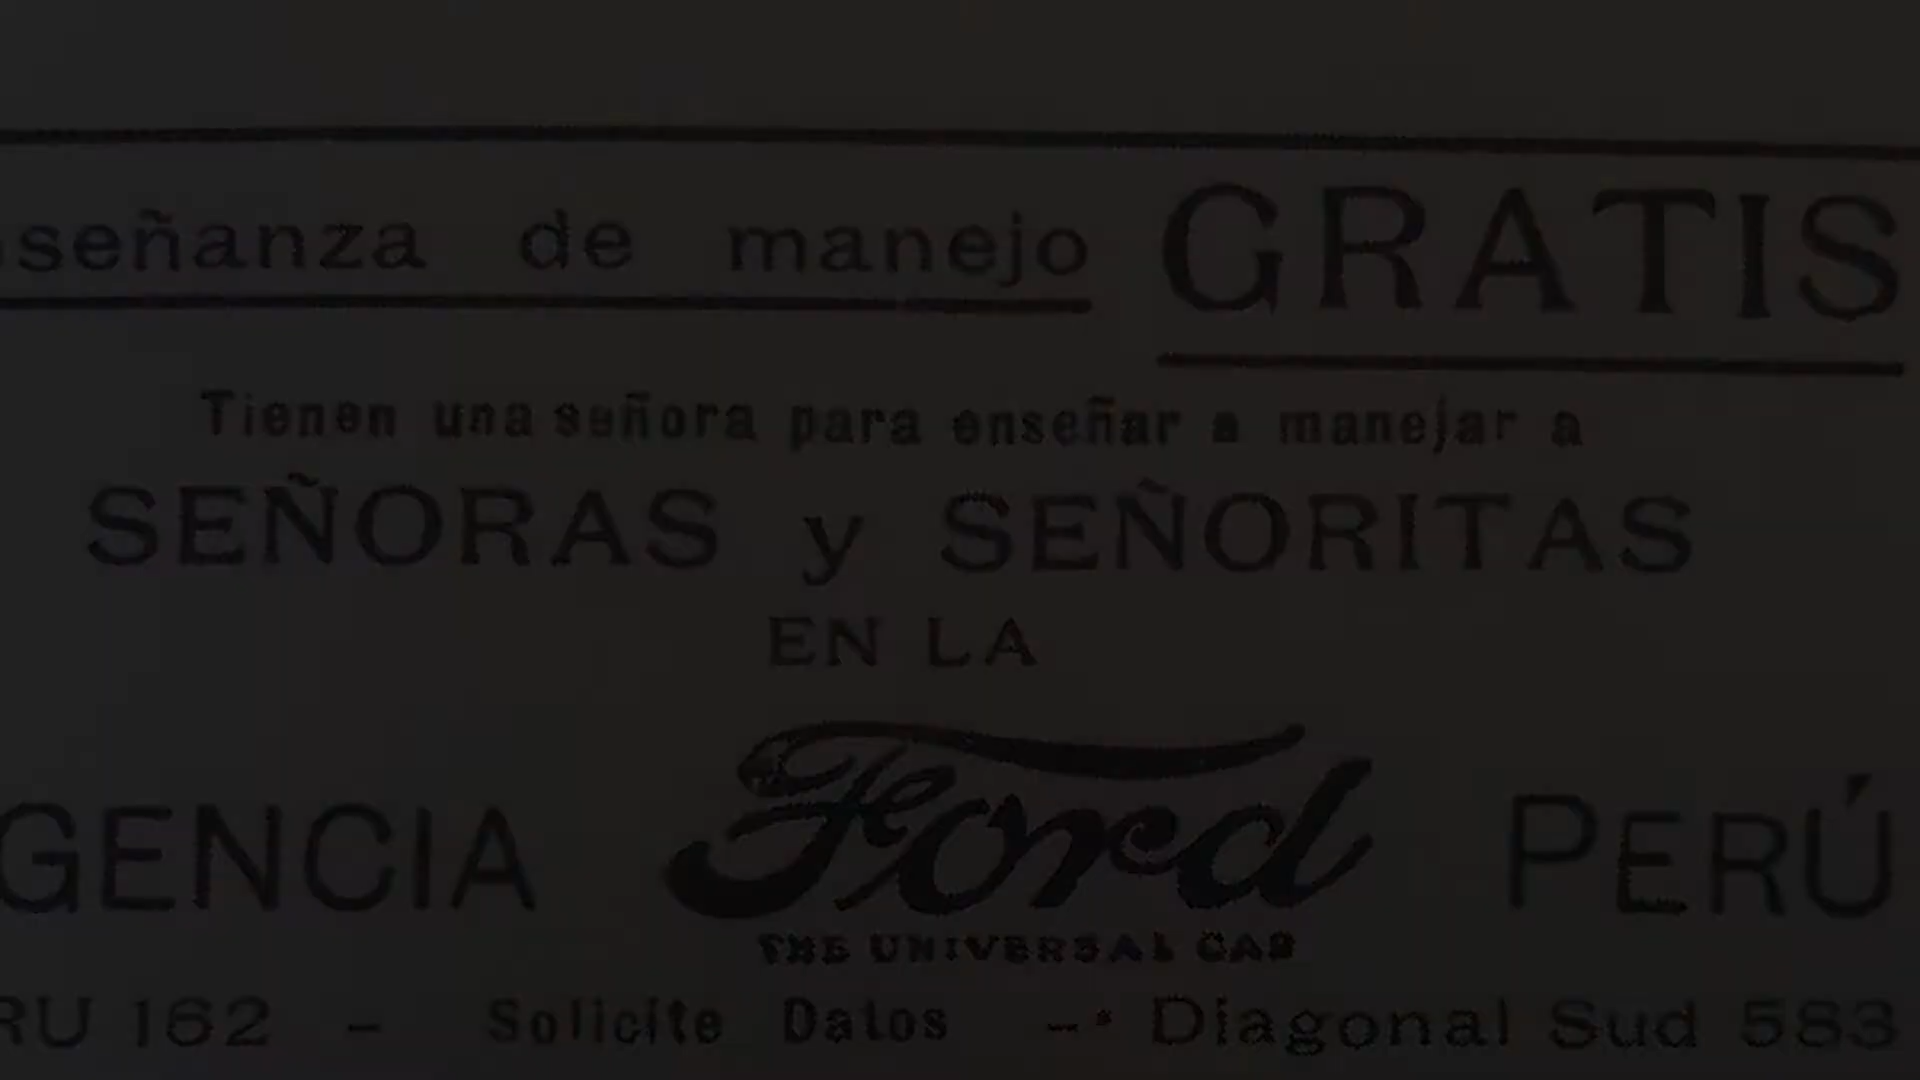 señanza de manejo GRATIS
Tienen una señora para enseñar a manejar a
SEÑORAS y SEÑORITAS
EN LA
GENCIA Ford PERÚ
THE UNIVERSAL CAR
RU 162 - Solicite Datos - Diagonal Sud 583